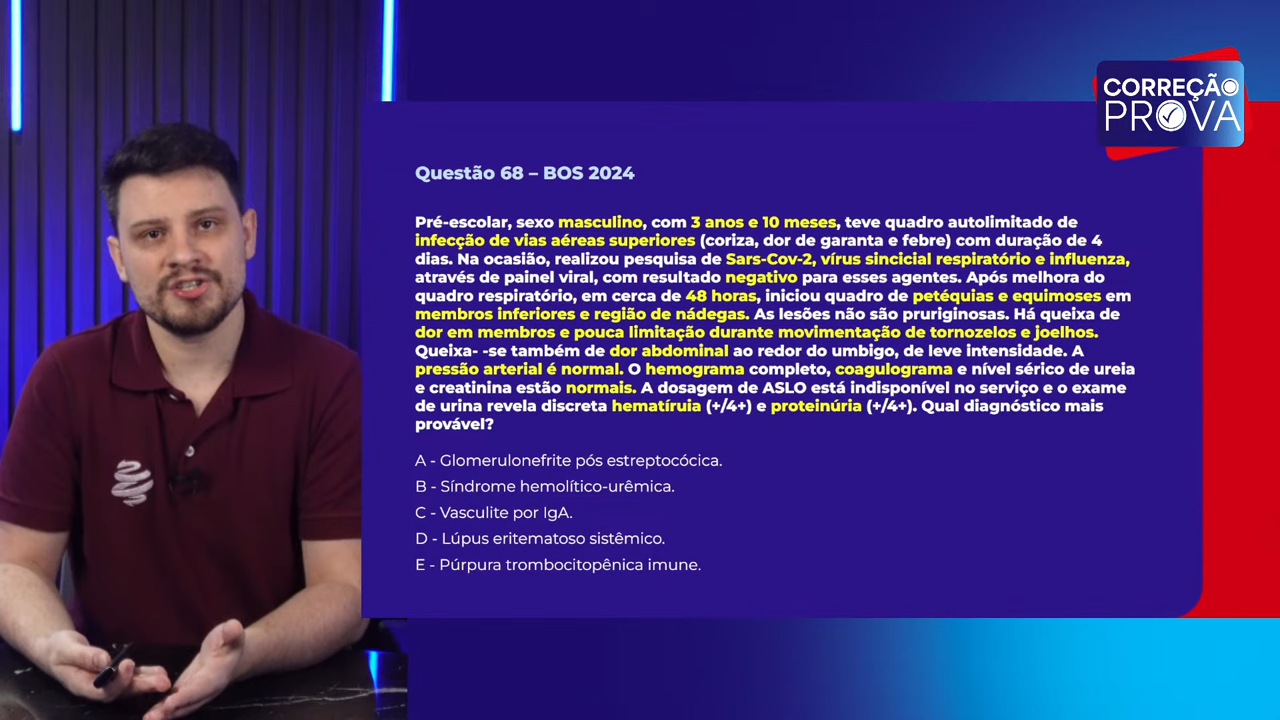 CORREÇÃO
PROVA
Questão 68 – BOS 2024
Pré-escolar, sexo masculino, com 3 anos e 10 meses, teve quadro autolimitado de
infecção de vias aéreas superiores (coriza, dor de garanta e febre) com duração de 4
dias. Na ocasião, realizou pesquisa de Sars-Cov-2, vírus sincicial respiratório e influenza,
através de painel viral, com resultado negativo para esses agentes. Após melhora do
quadro respiratório, em cerca de 48 horas, iniciou quadro de petéquias e equimoses em
membros inferiores e região de nádegas. As lesões não são pruriginosas. Há queixa de
dor em membros e pouca limitação durante movimentação de tornozelos e joelhos.
Queixa- -se também de dor abdominal ao redor do umbigo, de leve intensidade. A
pressão arterial é normal. O hemograma completo, coagulograma e nível sérico de ureia
e creatinina estão normais. A dosagem de ASLO está indisponível no serviço e o exame
de urina revela discreta hematíruia (+/4+) e proteinúria (+/4+). Qual diagnóstico mais
provável?
A - Glomerulonefrite pós estreptocócica.
B - Síndrome hemolítico-urêmica.
C - Vasculite por IgA.
D - Lúpus eritematoso sistêmico.
E - Púrpura trombocitopênica imune.